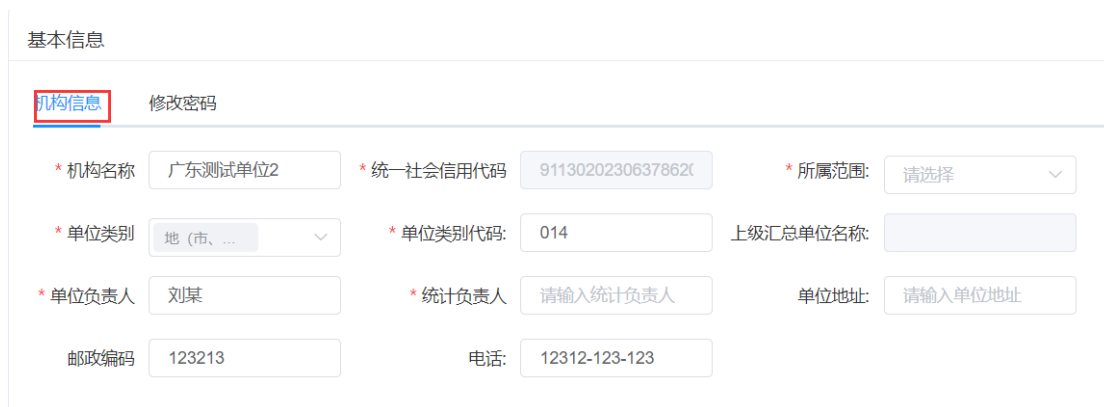 基本信息
机构信息 修改密码
* 机构名称 广东测试单位2 * 统一社会信用代码 9113020230637862( * 所属范围: 请选择
* 单位类别 地（市、... * 单位类别代码: 014 上级汇总单位名称:
* 单位负责人 刘某 * 统计负责人 请输入统计负责人 单位地址: 请输入单位地址
邮政编码 123213 电话: 12312-123-123